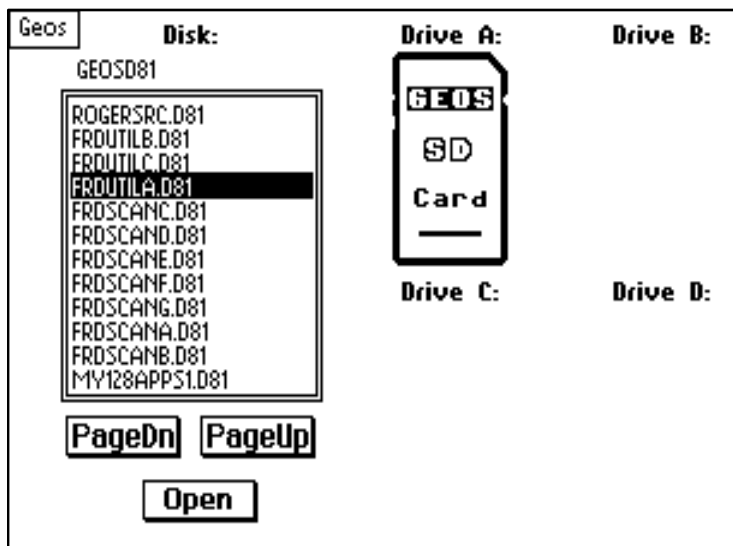 Geos
Disk:
Drive A:
Drive B:
GEOSD81
ROGERSRC.D81
FRDUTILB.D81
FRDUTILC.D81
FRDUTILA.D81
FRDSCANC.D81
FRDSCAND.D81
FRDSCANE.D81
FRDSCANF.D81
FRDSCANG.D81
FRDSCANA.D81
FRDSCANB.D81
MY128APPS1.D81
GEOS
SD
Card
Drive C:
Drive D:
PageDn
PageUp
Open